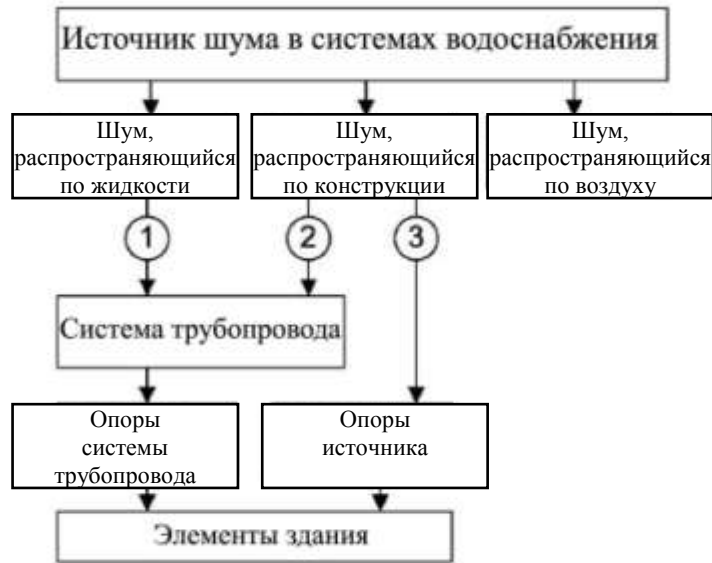 Источник шума в системах водоснабжения
Шум,
распространяющийся
по жидкости
Шум,
распространяющийся
по конструкции
Шум,
распространяющийся
по воздуху
1
2
3
Система трубопровода
Опоры
системы
трубопровода
Опоры
источника
Элементы здания